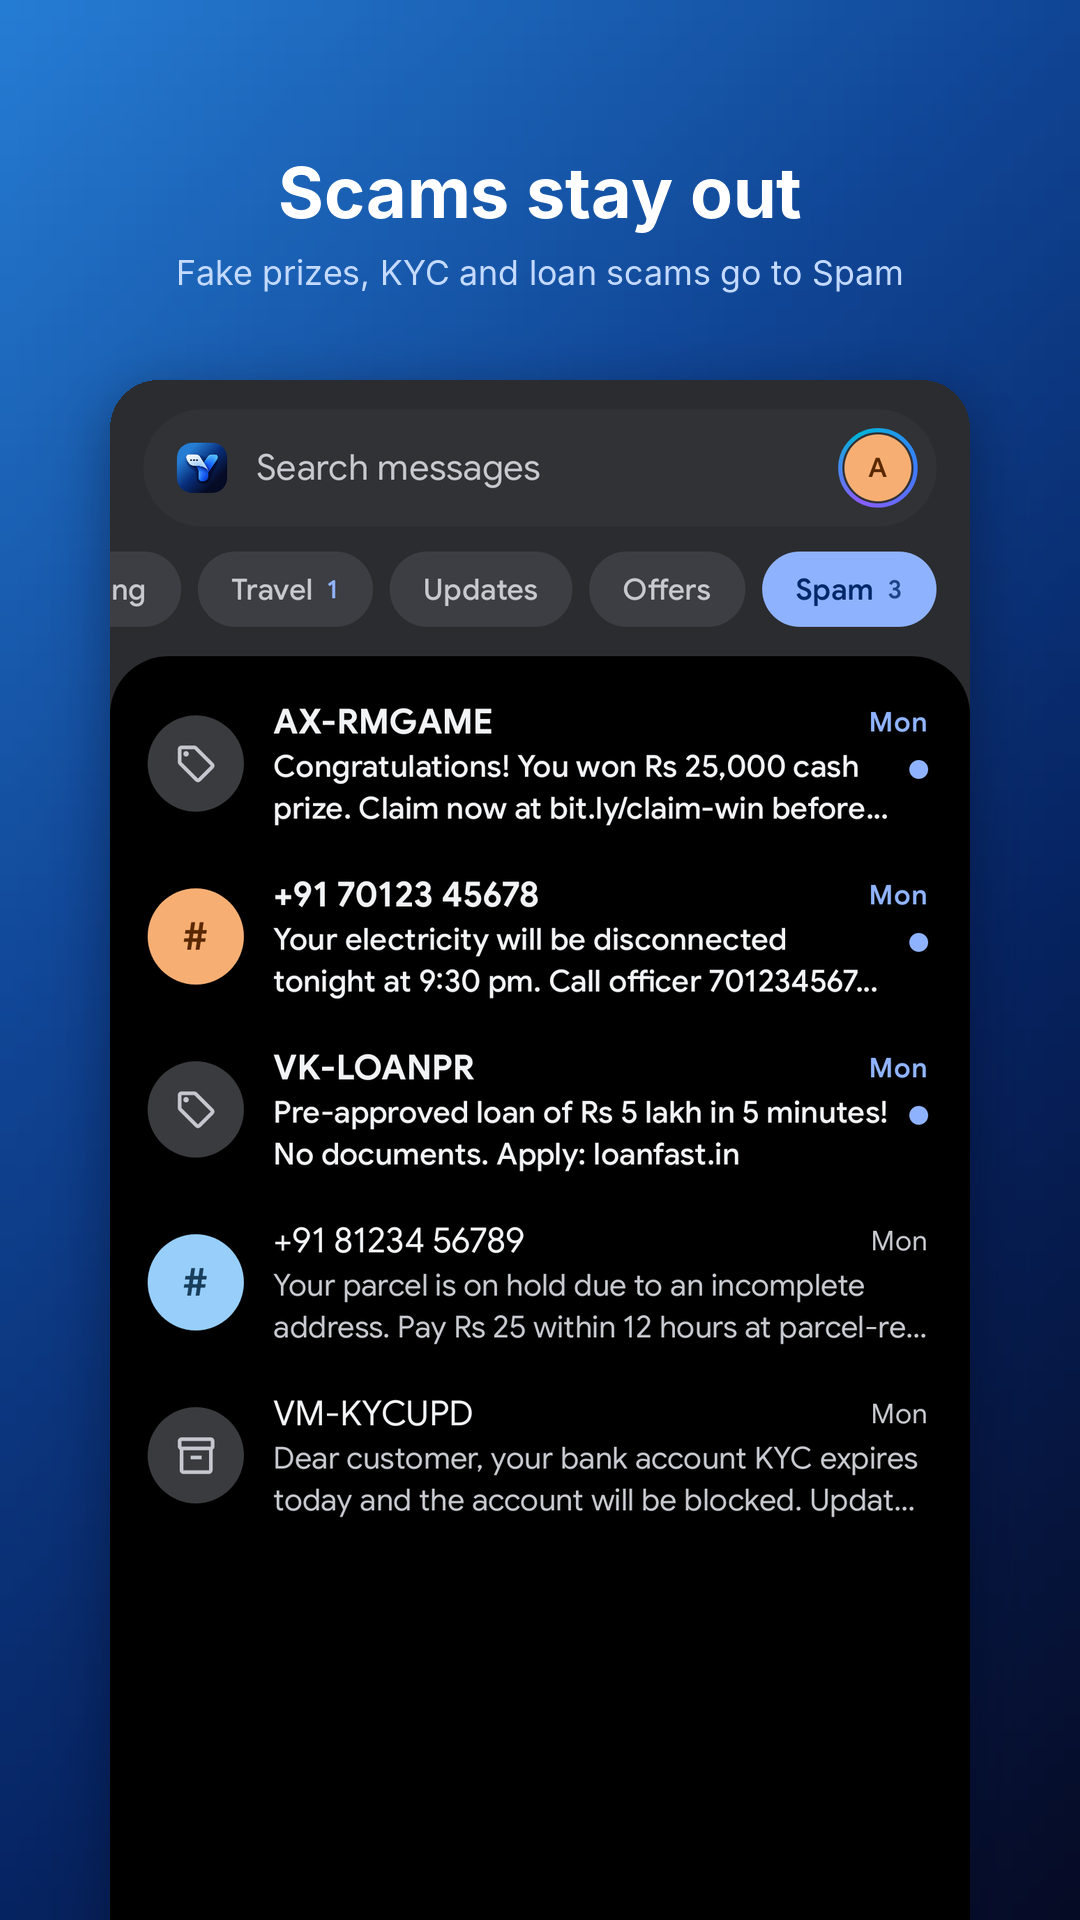 Scams stay out
Fake prizes, KYC and loan scams go to Spam
Search messages
A
ng
Travel 1
Updates
Offers
Spam 3
AX-RMGAME
Mon
Congratulations! You won Rs 25,000 cash
prize. Claim now at bit.ly/claim-win before...
#
+91 70123 45678
Mon
Your electricity will be disconnected
tonight at 9:30 pm. Call officer 701234567...
VK-LOANPR
Mon
Pre-approved loan of Rs 5 lakh in 5 minutes!
No documents. Apply: loanfast.in
#
+91 81234 56789
Mon
Your parcel is on hold due to an incomplete
address. Pay Rs 25 within 12 hours at parcel-re...
VM-KYCUPD
Mon
Dear customer, your bank account KYC expires
today and the account will be blocked. Updat...